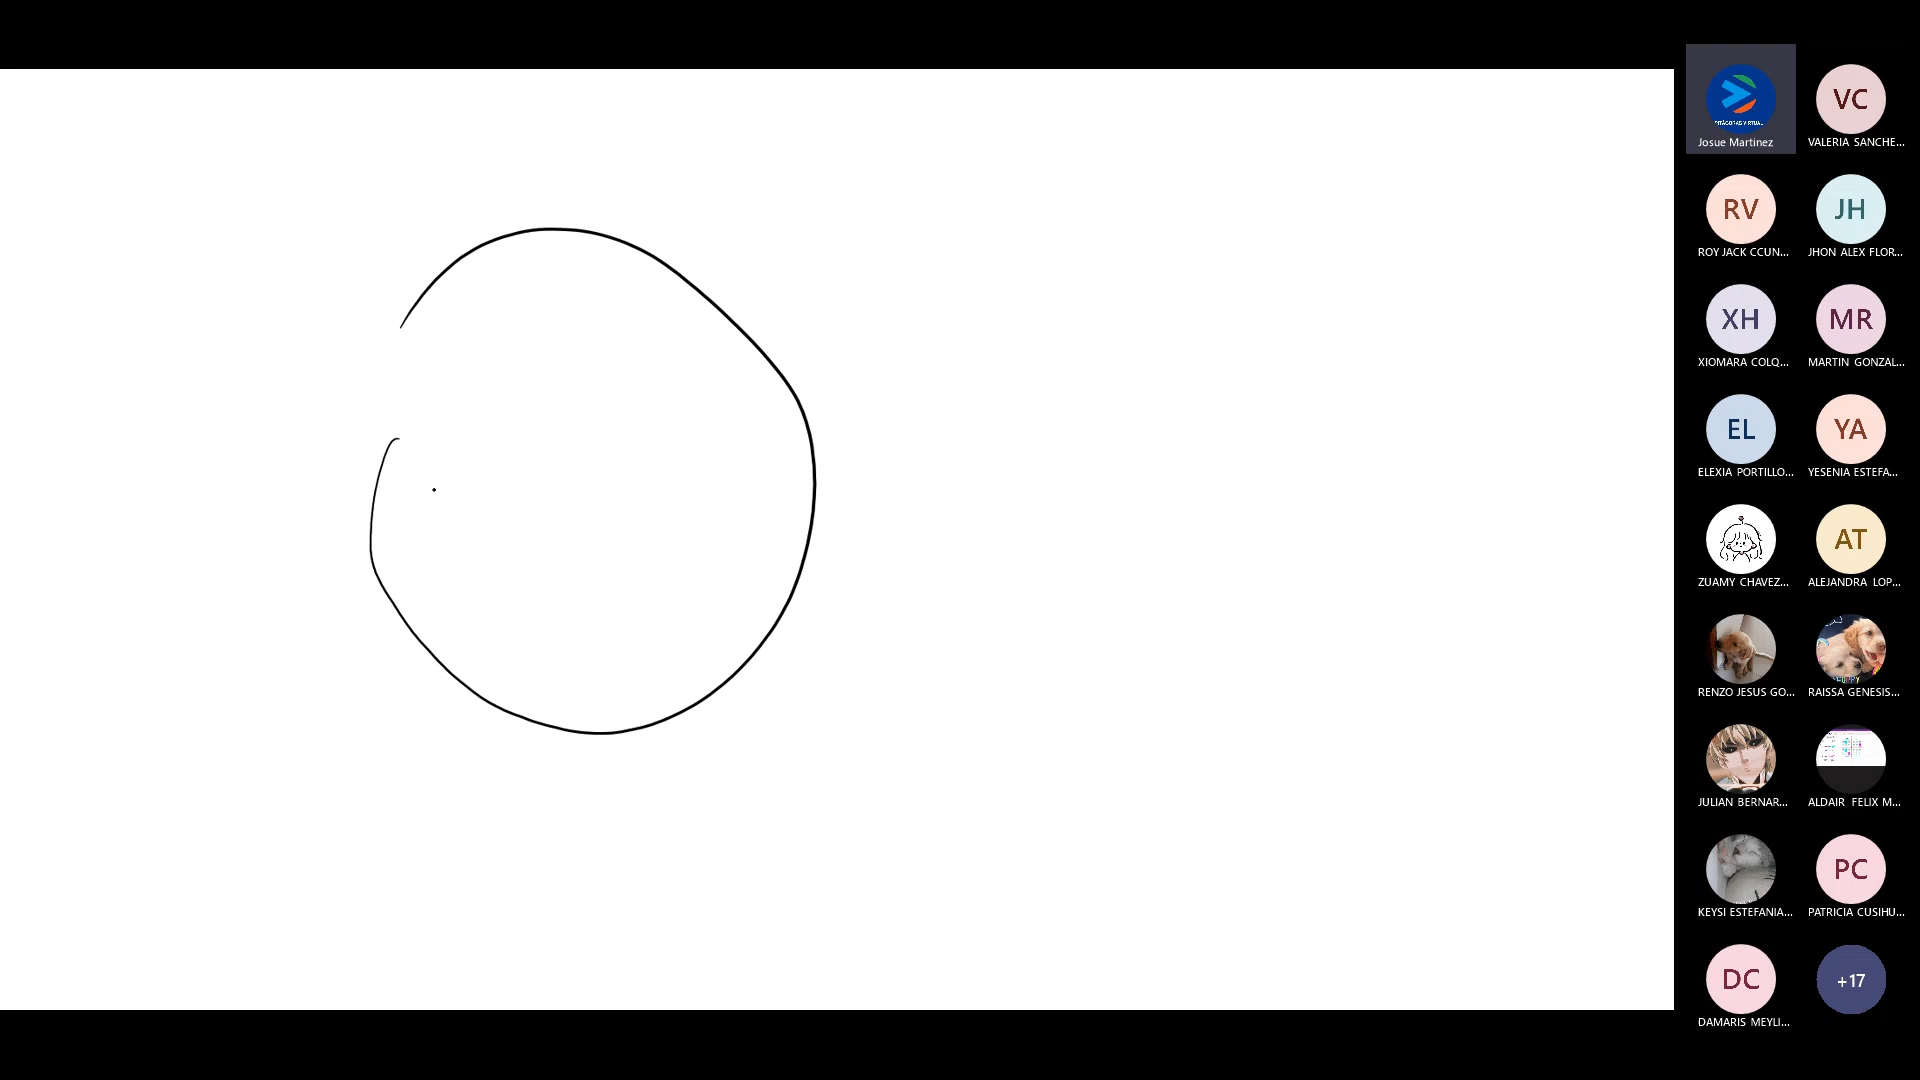 VC
PITÁGORAS VIRTUAL
Josue Martinez
VALERIA SANCHE...
RV
JH
ROY JACK CCUN...
JHON ALEX FLOR...
XH
MR
XIOMARA COLQ...
MARTIN GONZAL...
EL
YA
ELEXIA PORTILLO...
YESENIA ESTEFA...
AT
ZUAMY CHAVEZ...
ALEJANDRA LOP...
RENZO JESUS GO...
RAISSA GENESIS...
JULIAN BERNAR...
ALDAIR FELIX M...
PC
KEYSI ESTEFANIA...
PATRICIA CUSIHU...
DC
+17
DAMARIS MEYLI...